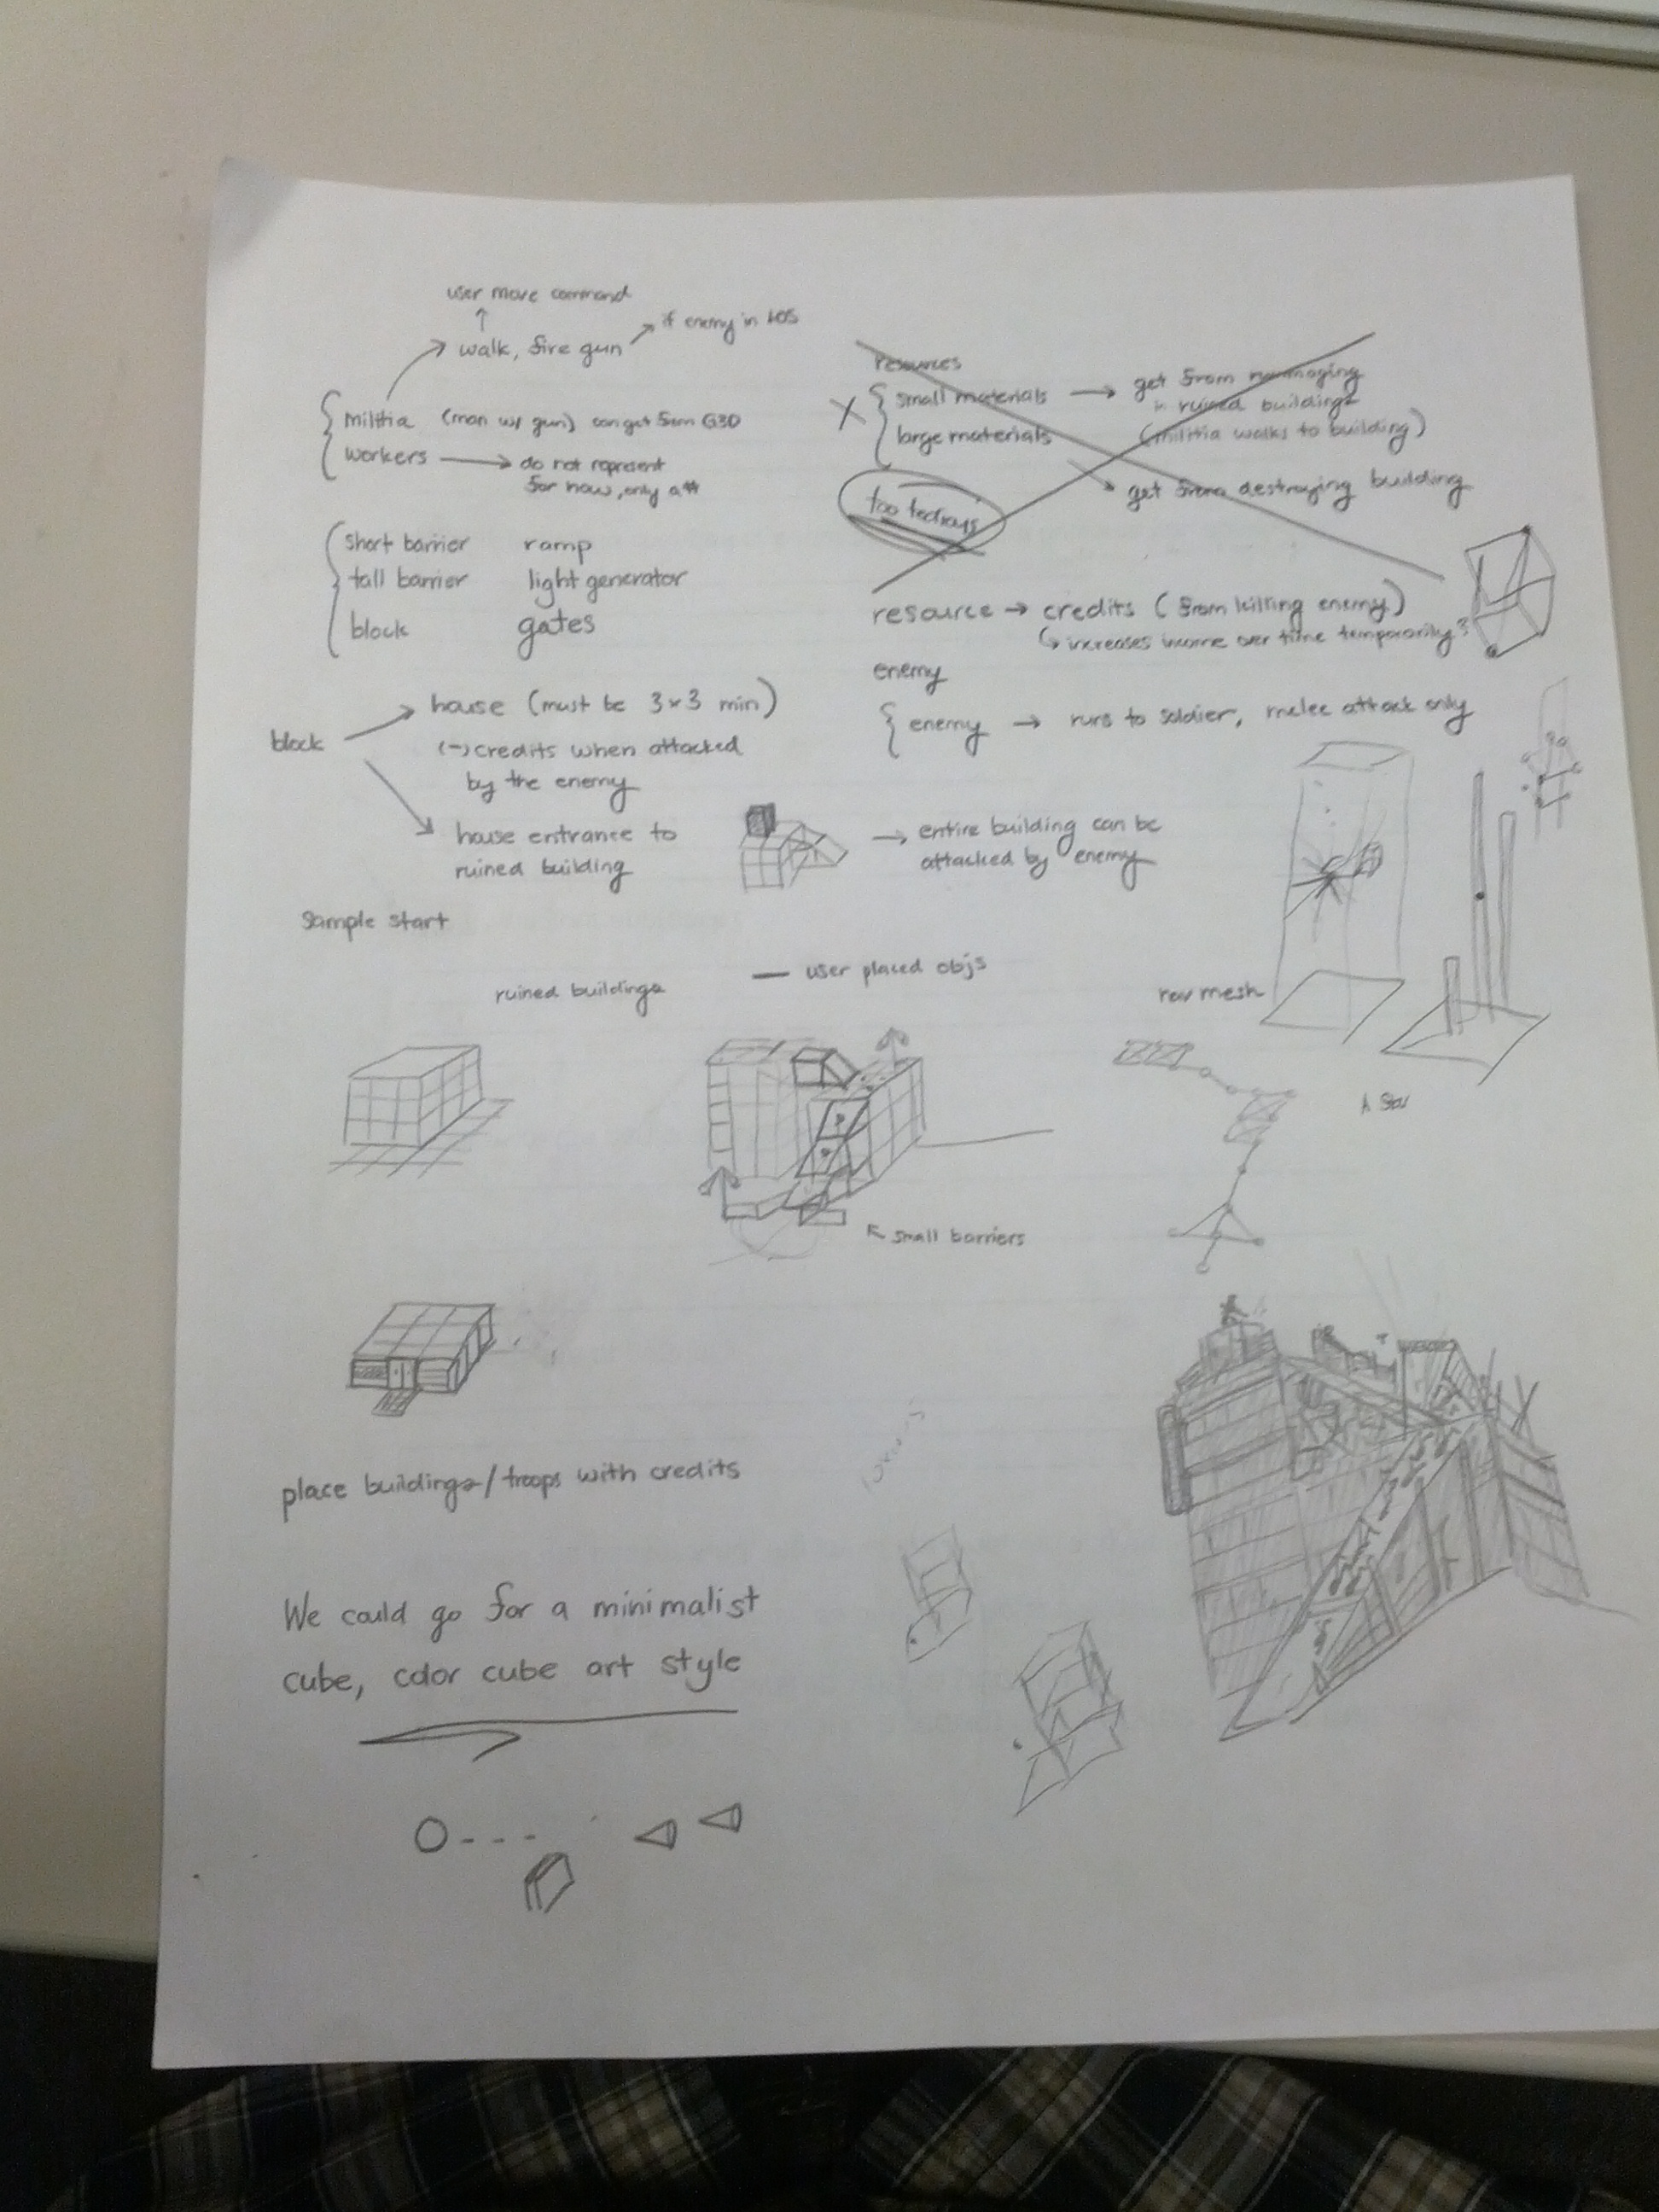 user move command
walk, fire gun
if enemy in LOS
militia (man w/ gun) can get from G3D
workers
do not represent
for now, only a #
short barrier ramp
tall barrier light generator
block gates
block
house (must be 3x3 min)
(-) credits when attacked
by the enemy
house entrance to
ruined building
resources
small materials
get from
in ruined buildings
(militia walks to building)
large materials
get from destroying building
resource → credits (from killing enemy)
increases income over time temporarily?
enemy
enemy → runs to soldier, melee attack only
→ entire building can be
attacked by enemy
Sample start
ruined buildings
— user placed objs
nav mesh
A Star
small barriers
place buildings/troops with credits
We could go for a minimalist
cube, color cube art style